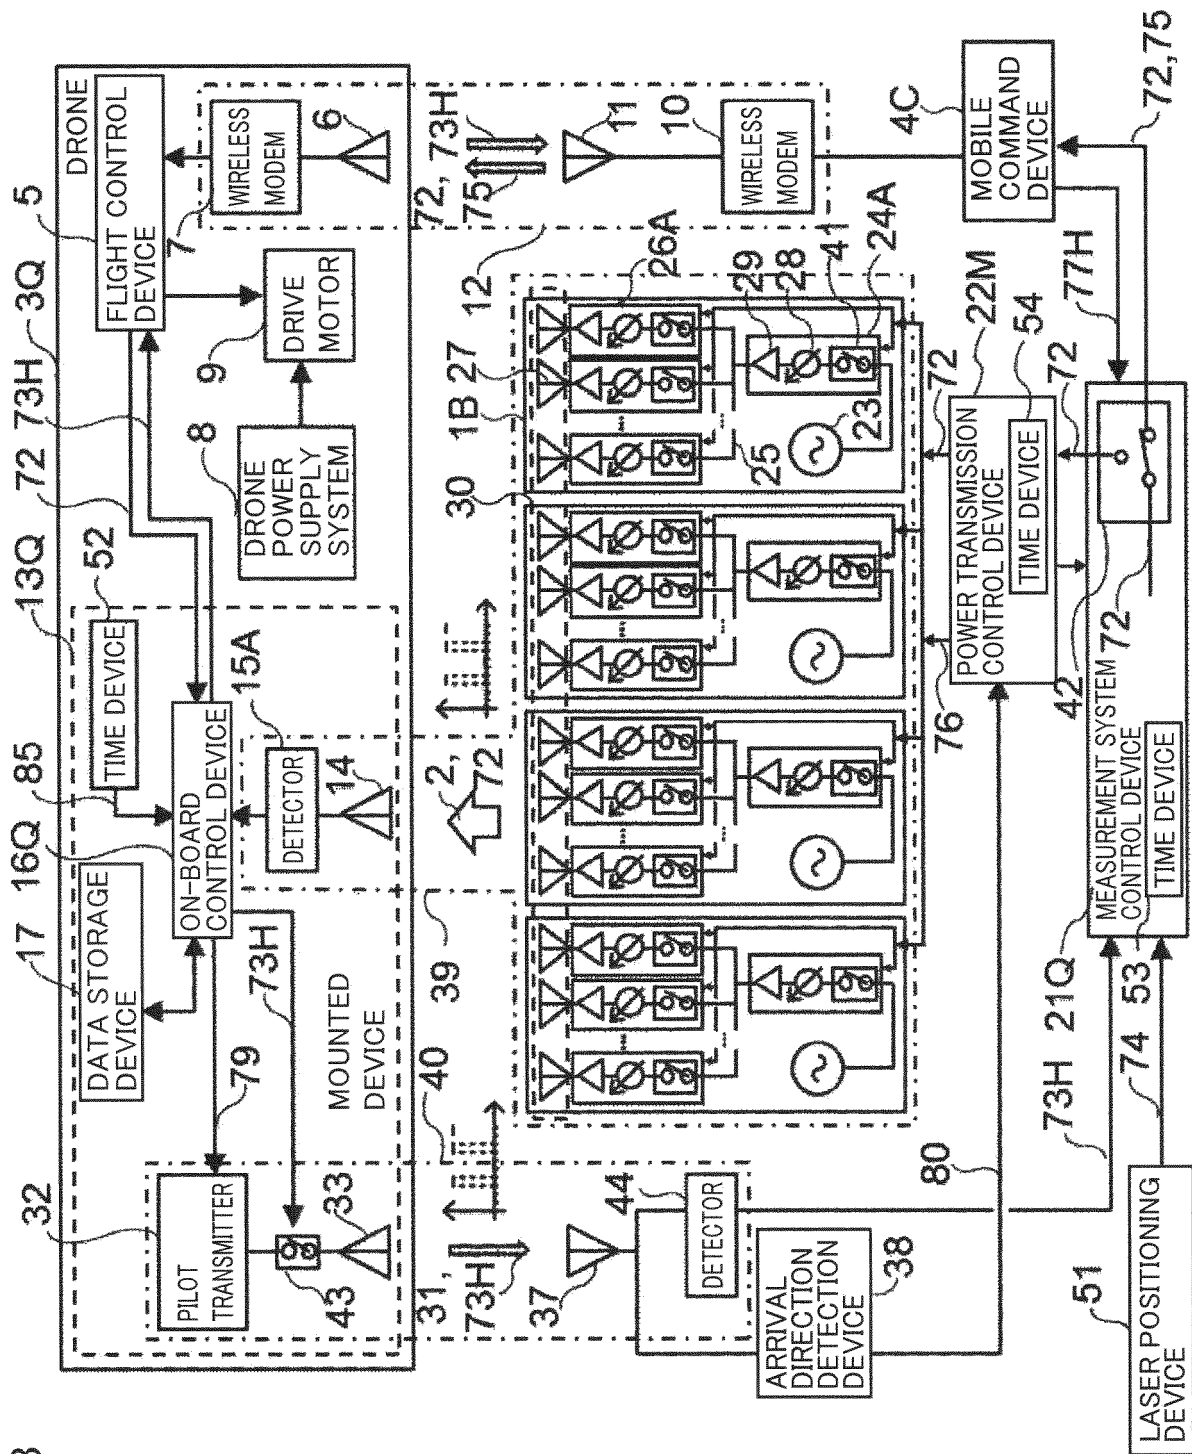 32
17
16Q
85
13Q
52
72
73H
3Q
5
DRONE
PILOT
TRANSMITTER
DATA STORAGE
DEVICE
TIME DEVICE
FLIGHT CONTROL
DEVICE
ON-BOARD
CONTROL DEVICE
7
WIRELESS
MODEM
8
9
DRONE
POWER
SUPPLY
SYSTEM
DRIVE
MOTOR
79
73H
15A
DETECTOR
43
33
14
6
MOUNTED
DEVICE
31,
73H
40
39
2,
72
72, 73H
75
12
30
1B
27
37
44
DETECTOR
11
10
WIRELESS
MODEM
26A
29
28
41
24A
25
23
ARRIVAL
DIRECTION
DETECTION
DEVICE
38
80
76
72
22M
4C
POWER TRANSMISSION
CONTROL DEVICE
TIME DEVICE
54
MOBILE
COMMAND
DEVICE
73H
74
21Q
53
42
72
77H
72,75
51
LASER POSITIONING
DEVICE
MEASUREMENT SYSTEM
CONTROL DEVICE
TIME DEVICE
72